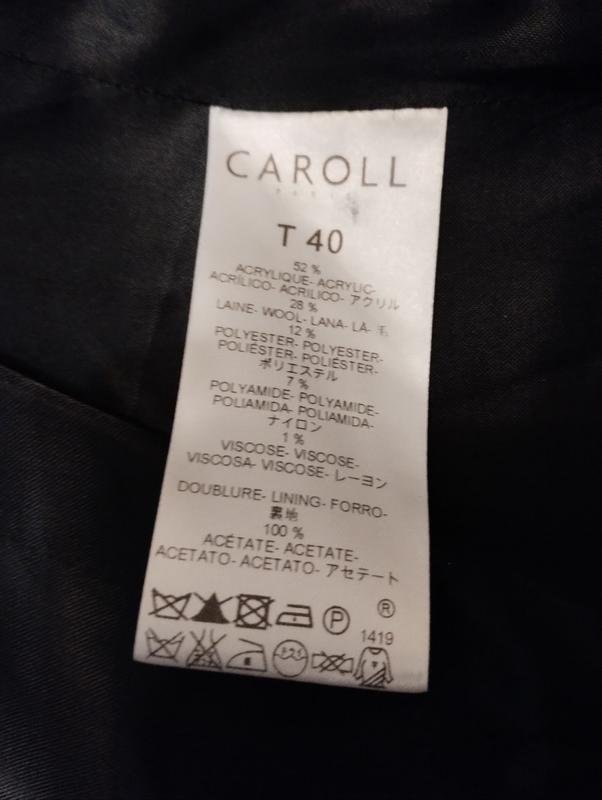 CAROLL
PARIS
T 40
52 %
ACRYLIQUE- ACRYLIC-
ACRÍLICO- ACRILICO- アクリル
28 %
LAINE- WOOL- LANA- LA- 毛
12 %
POLYESTER- POLYESTER-
POLIÉSTER- POLIÉSTER-
ポリエステル
7 %
POLYAMIDE- POLYAMIDE-
POLIAMIDA- POLIAMIDA-
ナイロン
1 %
VISCOSE- VISCOSE-
VISCOSA- VISCOSE- レーヨン
DOUBLURE- LINING- FORRO-
裏地
100 %
ACÉTATE- ACETATE-
ACETATO- ACETATO- アセテート
P ®
1419